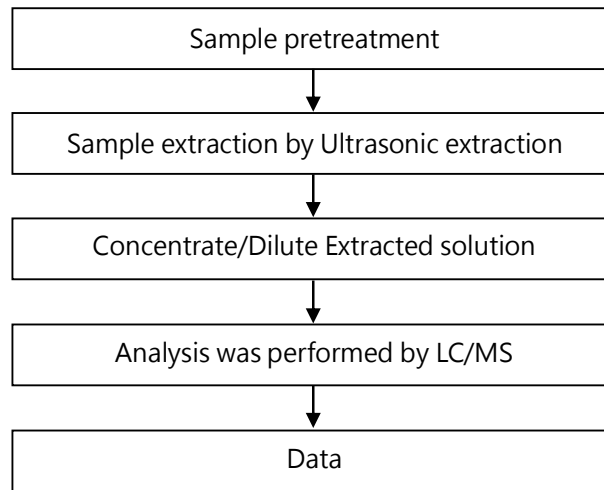 Sample pretreatment
Sample extraction by Ultrasonic extraction
Concentrate/Dilute Extracted solution
Analysis was performed by LC/MS
Data